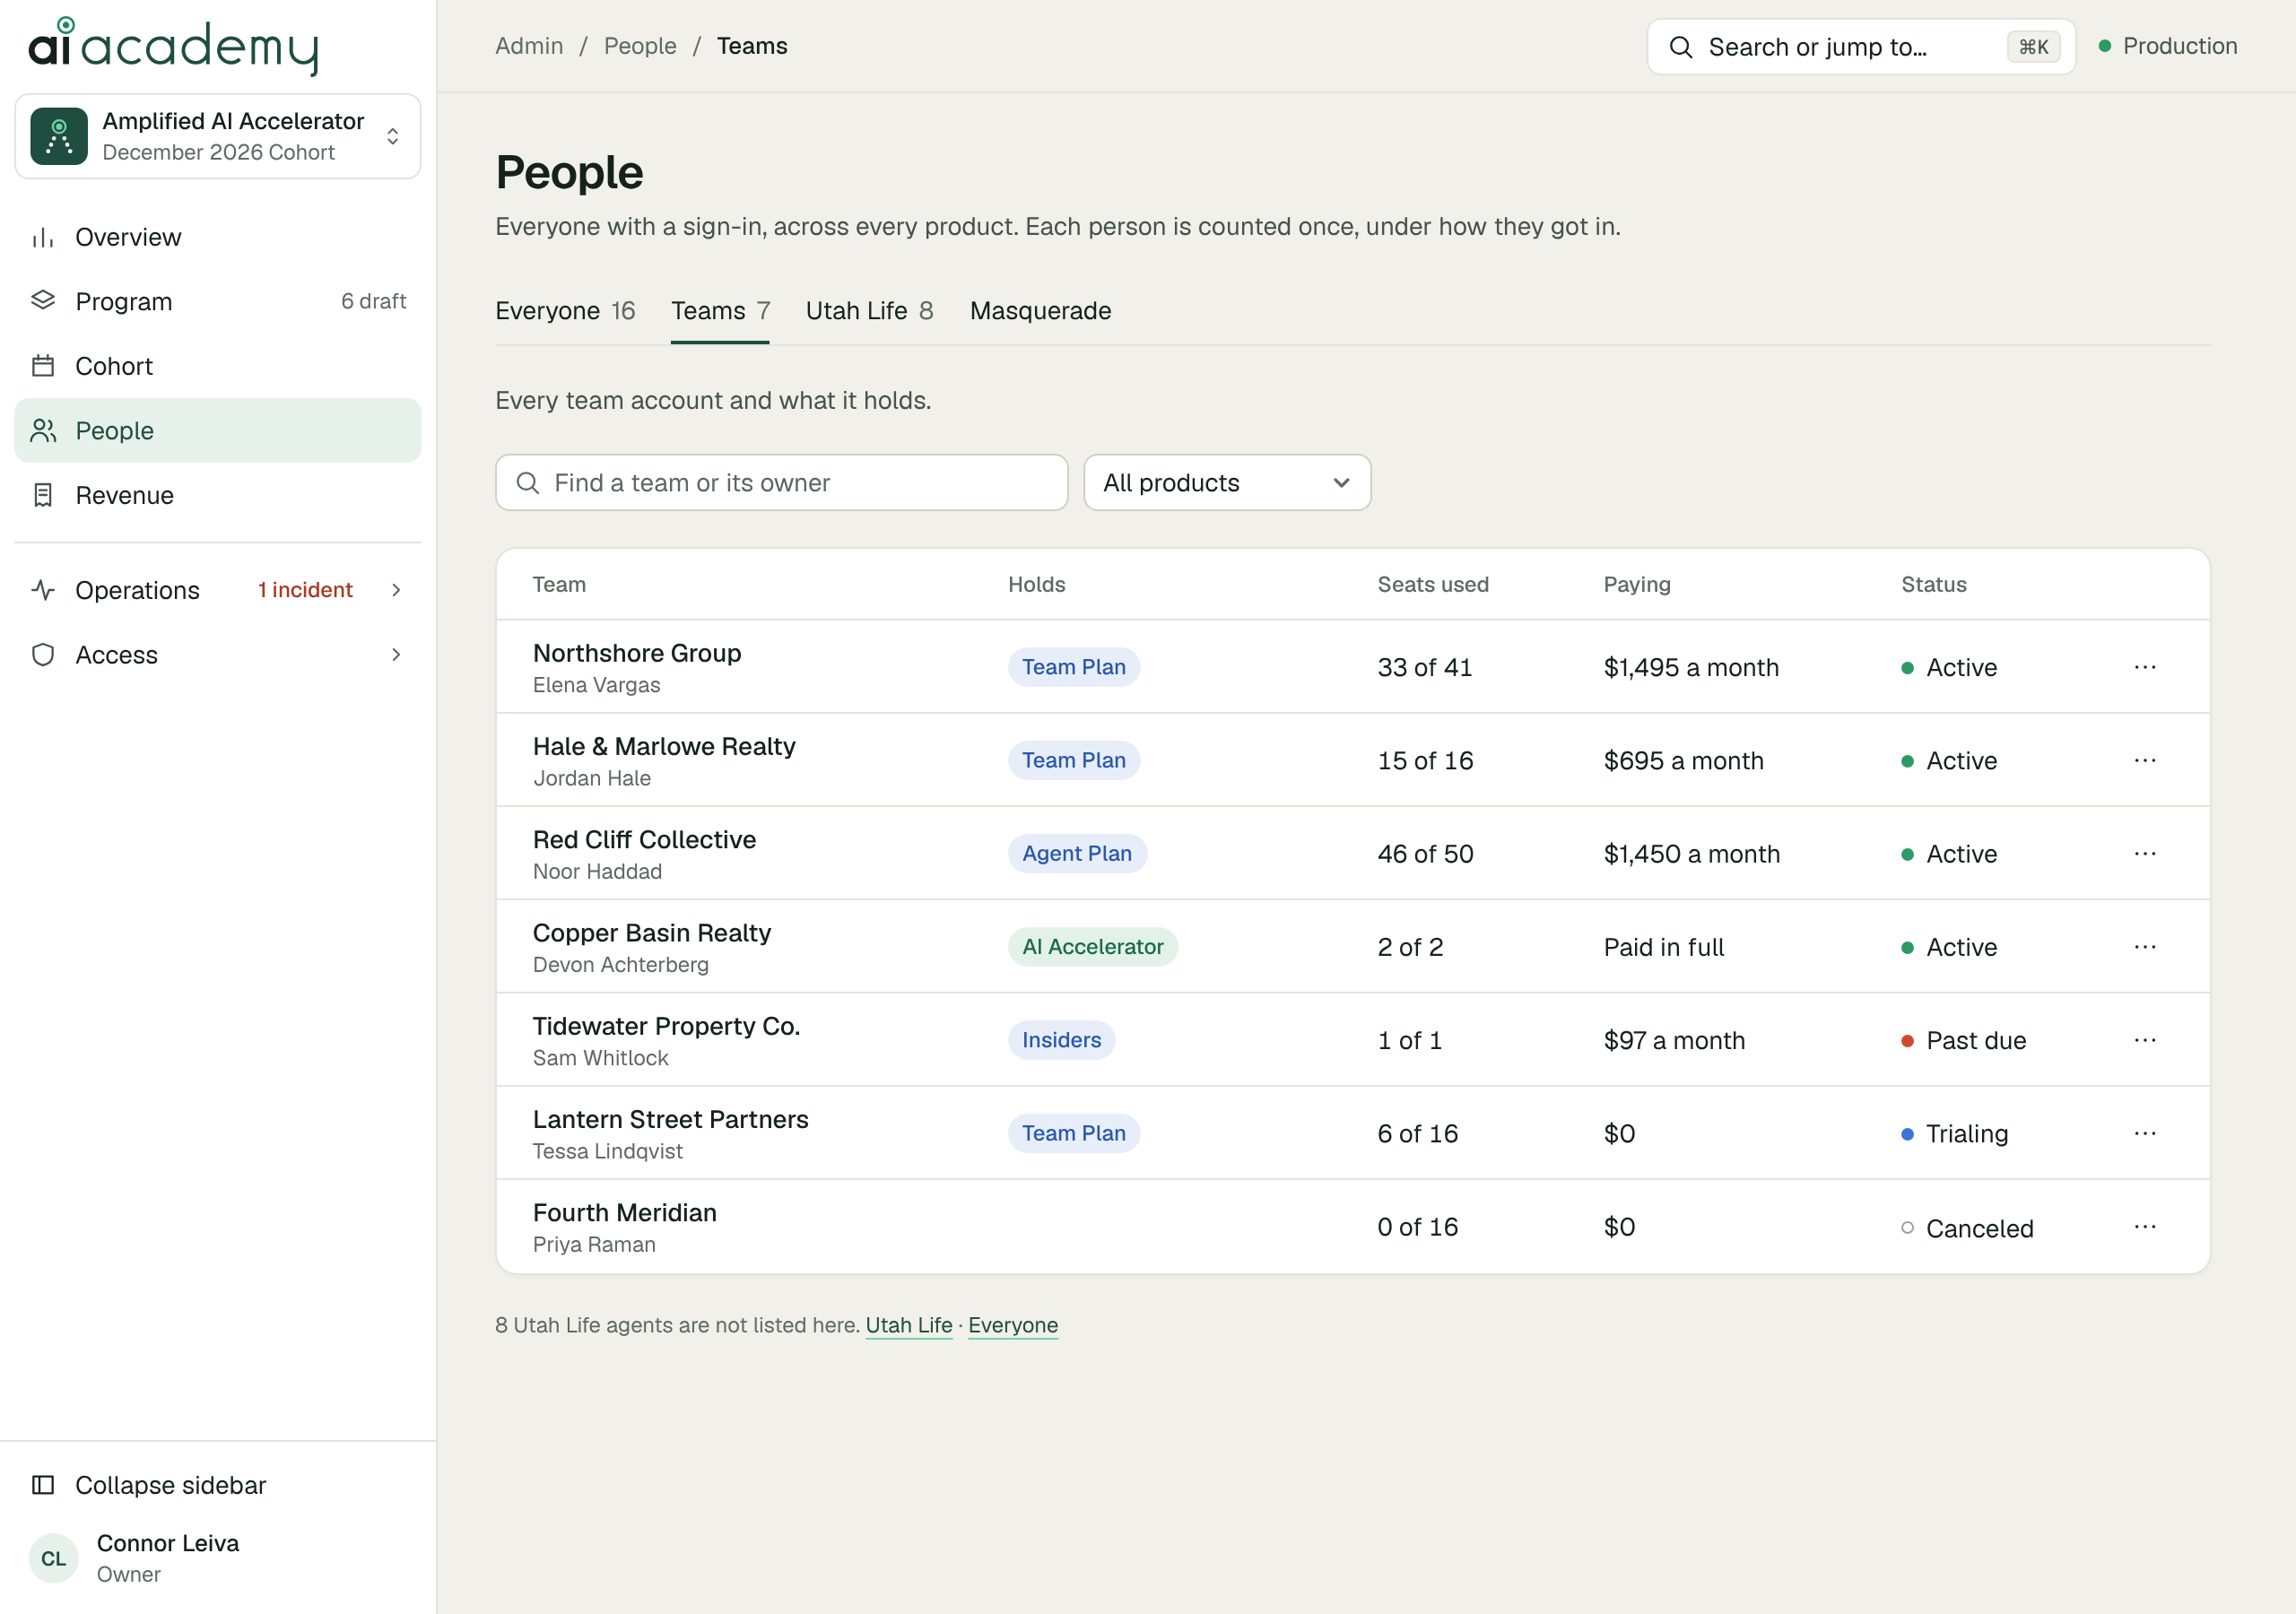 ai academy
Amplified AI Accelerator
December 2026 Cohort
Overview
Program 6 draft
Cohort
People
Revenue
Operations 1 incident
Access
Collapse sidebar
CL
Connor Leiva
Owner
Admin / People / Teams
Search or jump to… ⌘K
Production
People
Everyone with a sign-in, across every product. Each person is counted once, under how they got in.
Everyone 16 Teams 7 Utah Life 8 Masquerade
Every team account and what it holds.
Find a team or its owner
All products
Team Holds Seats used Paying Status
Northshore Group
Elena Vargas
Team Plan 33 of 41 $1,495 a month Active
Hale & Marlowe Realty
Jordan Hale
Team Plan 15 of 16 $695 a month Active
Red Cliff Collective
Noor Haddad
Agent Plan 46 of 50 $1,450 a month Active
Copper Basin Realty
Devon Achterberg
AI Accelerator 2 of 2 Paid in full Active
Tidewater Property Co.
Sam Whitlock
Insiders 1 of 1 $97 a month Past due
Lantern Street Partners
Tessa Lindqvist
Team Plan 6 of 16 $0 Trialing
Fourth Meridian
Priya Raman
0 of 16 $0 Canceled
8 Utah Life agents are not listed here. Utah Life · Everyone